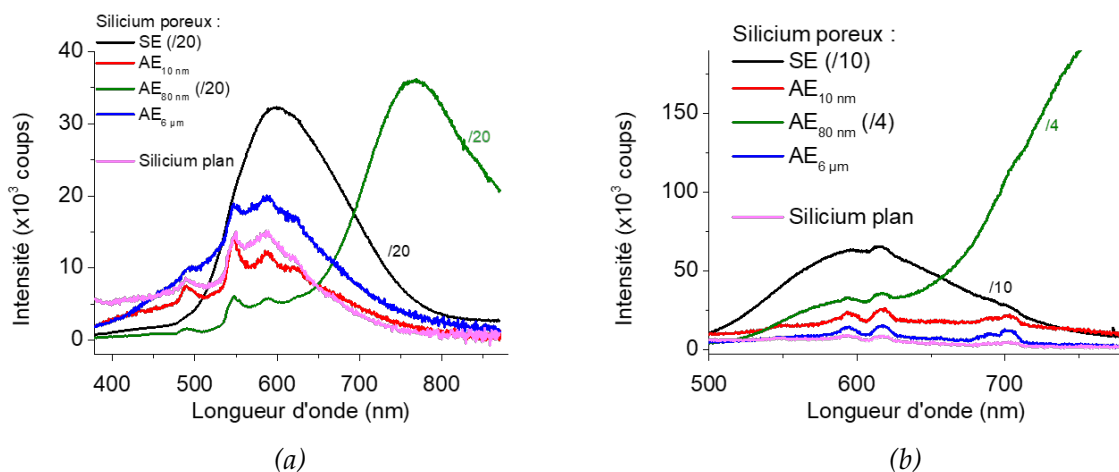 Silicium poreux :
SE (/20)
AE10 nm
AE80 nm (/20)
AE6 µm
Silicium plan
/20
/20
Intensité (x10³ coups)
40
30
20
10
0
400 500 600 700 800
Longueur d'onde (nm)
(a)
Silicium poreux :
SE (/10)
AE10 nm
AE80 nm (/4)
AE6 µm
Silicium plan
/4
/10
Intensité (x10³ coups)
150
100
50
0
500 600 700
Longueur d'onde (nm)
(b)